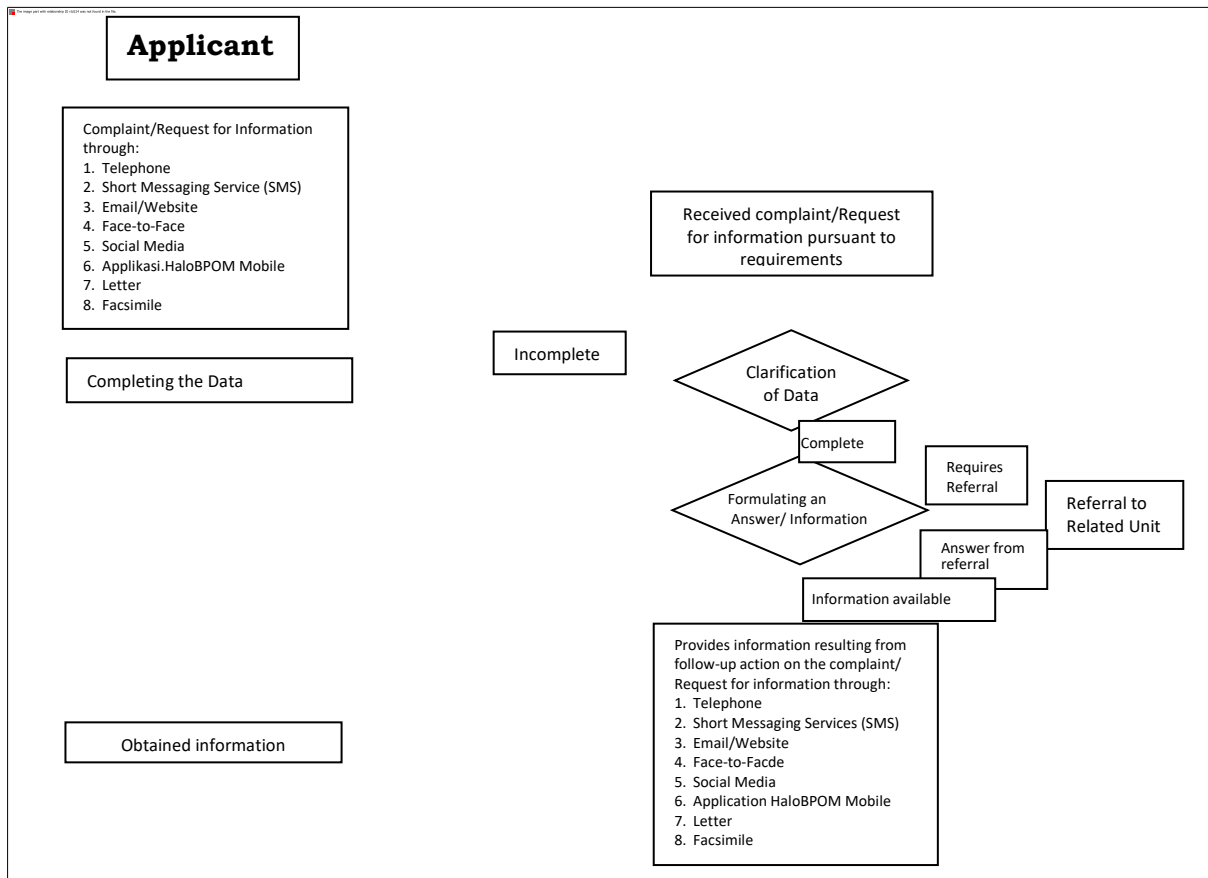 Applicant
Complaint/Request for Information
through:
1. Telephone
2. Short Messaging Service (SMS)
3. Email/Website
4. Face-to-Face
5. Social Media
6. Applikasi.HaloBPOM Mobile
7. Letter
8. Facsimile
Received complaint/Request
for information pursuant to
requirements
Incomplete
Completing the Data
Clarification
of Data
Complete
Requires
Referral
Formulating an
Answer/ Information
Referral to
Related Unit
Answer from
referral
Information available
Provides information resulting from
follow-up action on the complaint/
Request for information through:
1. Telephone
2. Short Messaging Services (SMS)
3. Email/Website
4. Face-to-Facde
5. Social Media
6. Application HaloBPOM Mobile
7. Letter
8. Facsimile
Obtained information